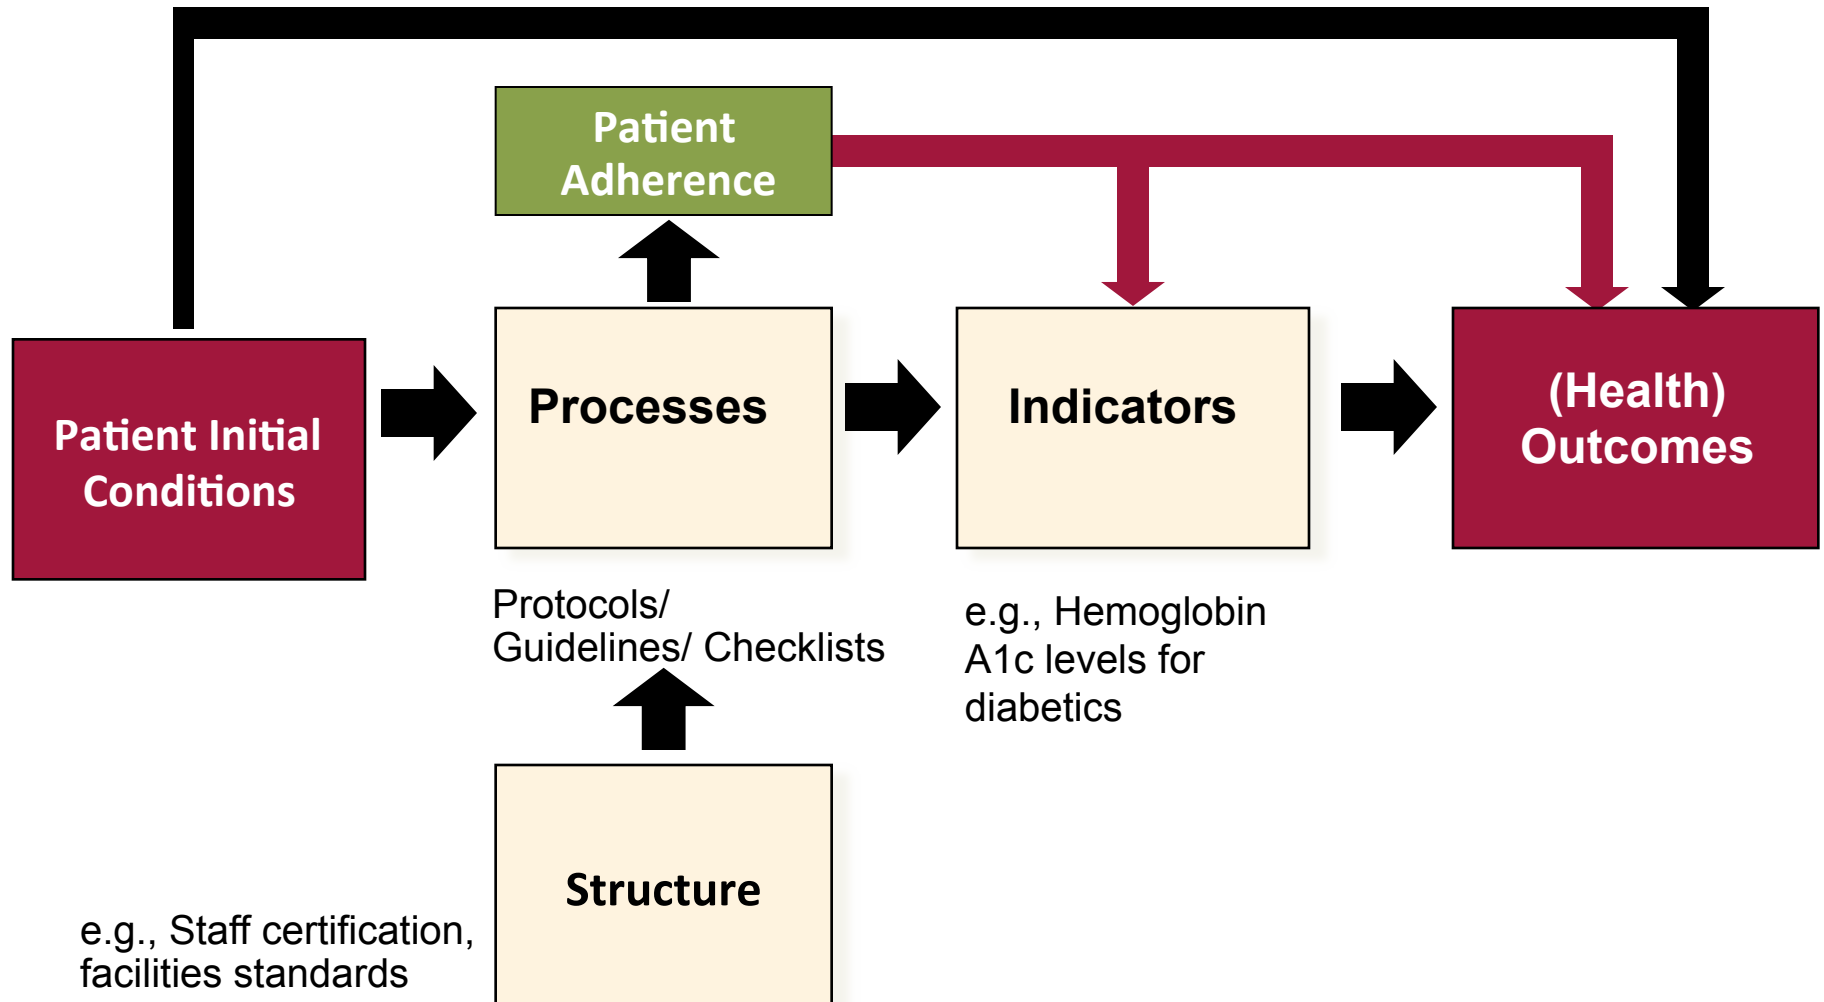 Patient
Adherence
Patient Initial
Conditions
Processes
Indicators
(Health)
Outcomes
Protocols/
Guidelines/ Checklists
e.g., Hemoglobin
A1c levels for
diabetics
Structure
e.g., Staff certification,
facilities standards